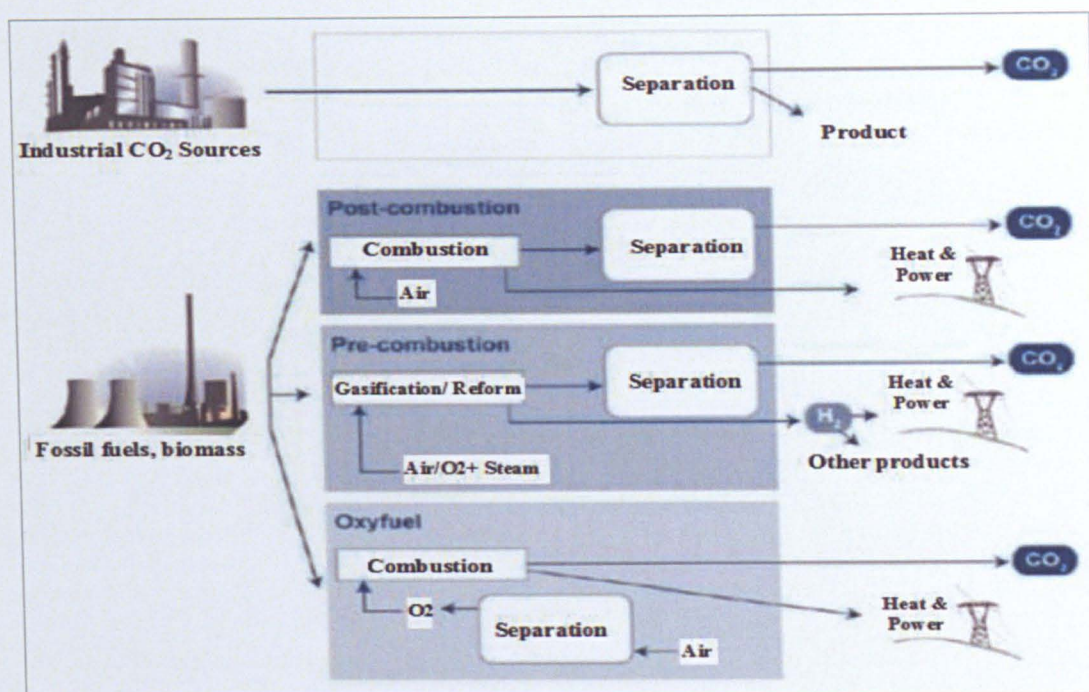 Separation
CO₂
Product
Industrial CO₂ Sources
Post-combustion
Combustion
Separation
CO₂
Air
Heat &
Power
Pre-combustion
Gasification/ Reform
Separation
CO₂
Heat &
Power
H₂
Air/O2+ Steam
Other products
Fossil fuels, biomass
Oxyfuel
Combustion
CO₂
O2
Separation
Air
Heat &
Power